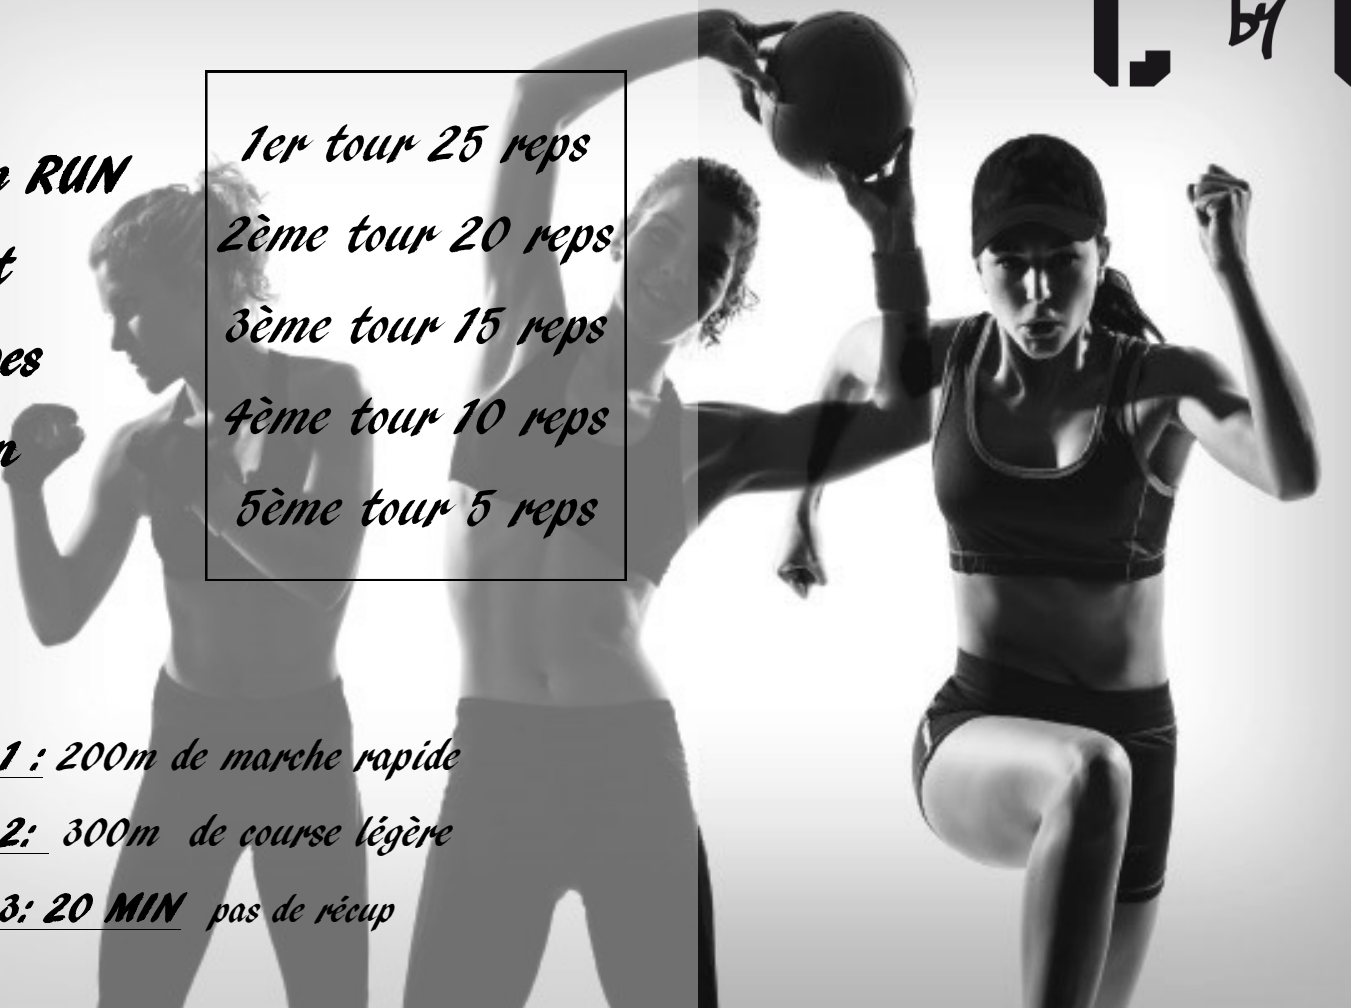 by
RUN
1er tour 25 reps
2ème tour 20 reps
3ème tour 15 reps
4ème tour 10 reps
5ème tour 5 reps
1 : 200m de marche rapide
2: 300m de course légère
3: 20 MIN pas de récup